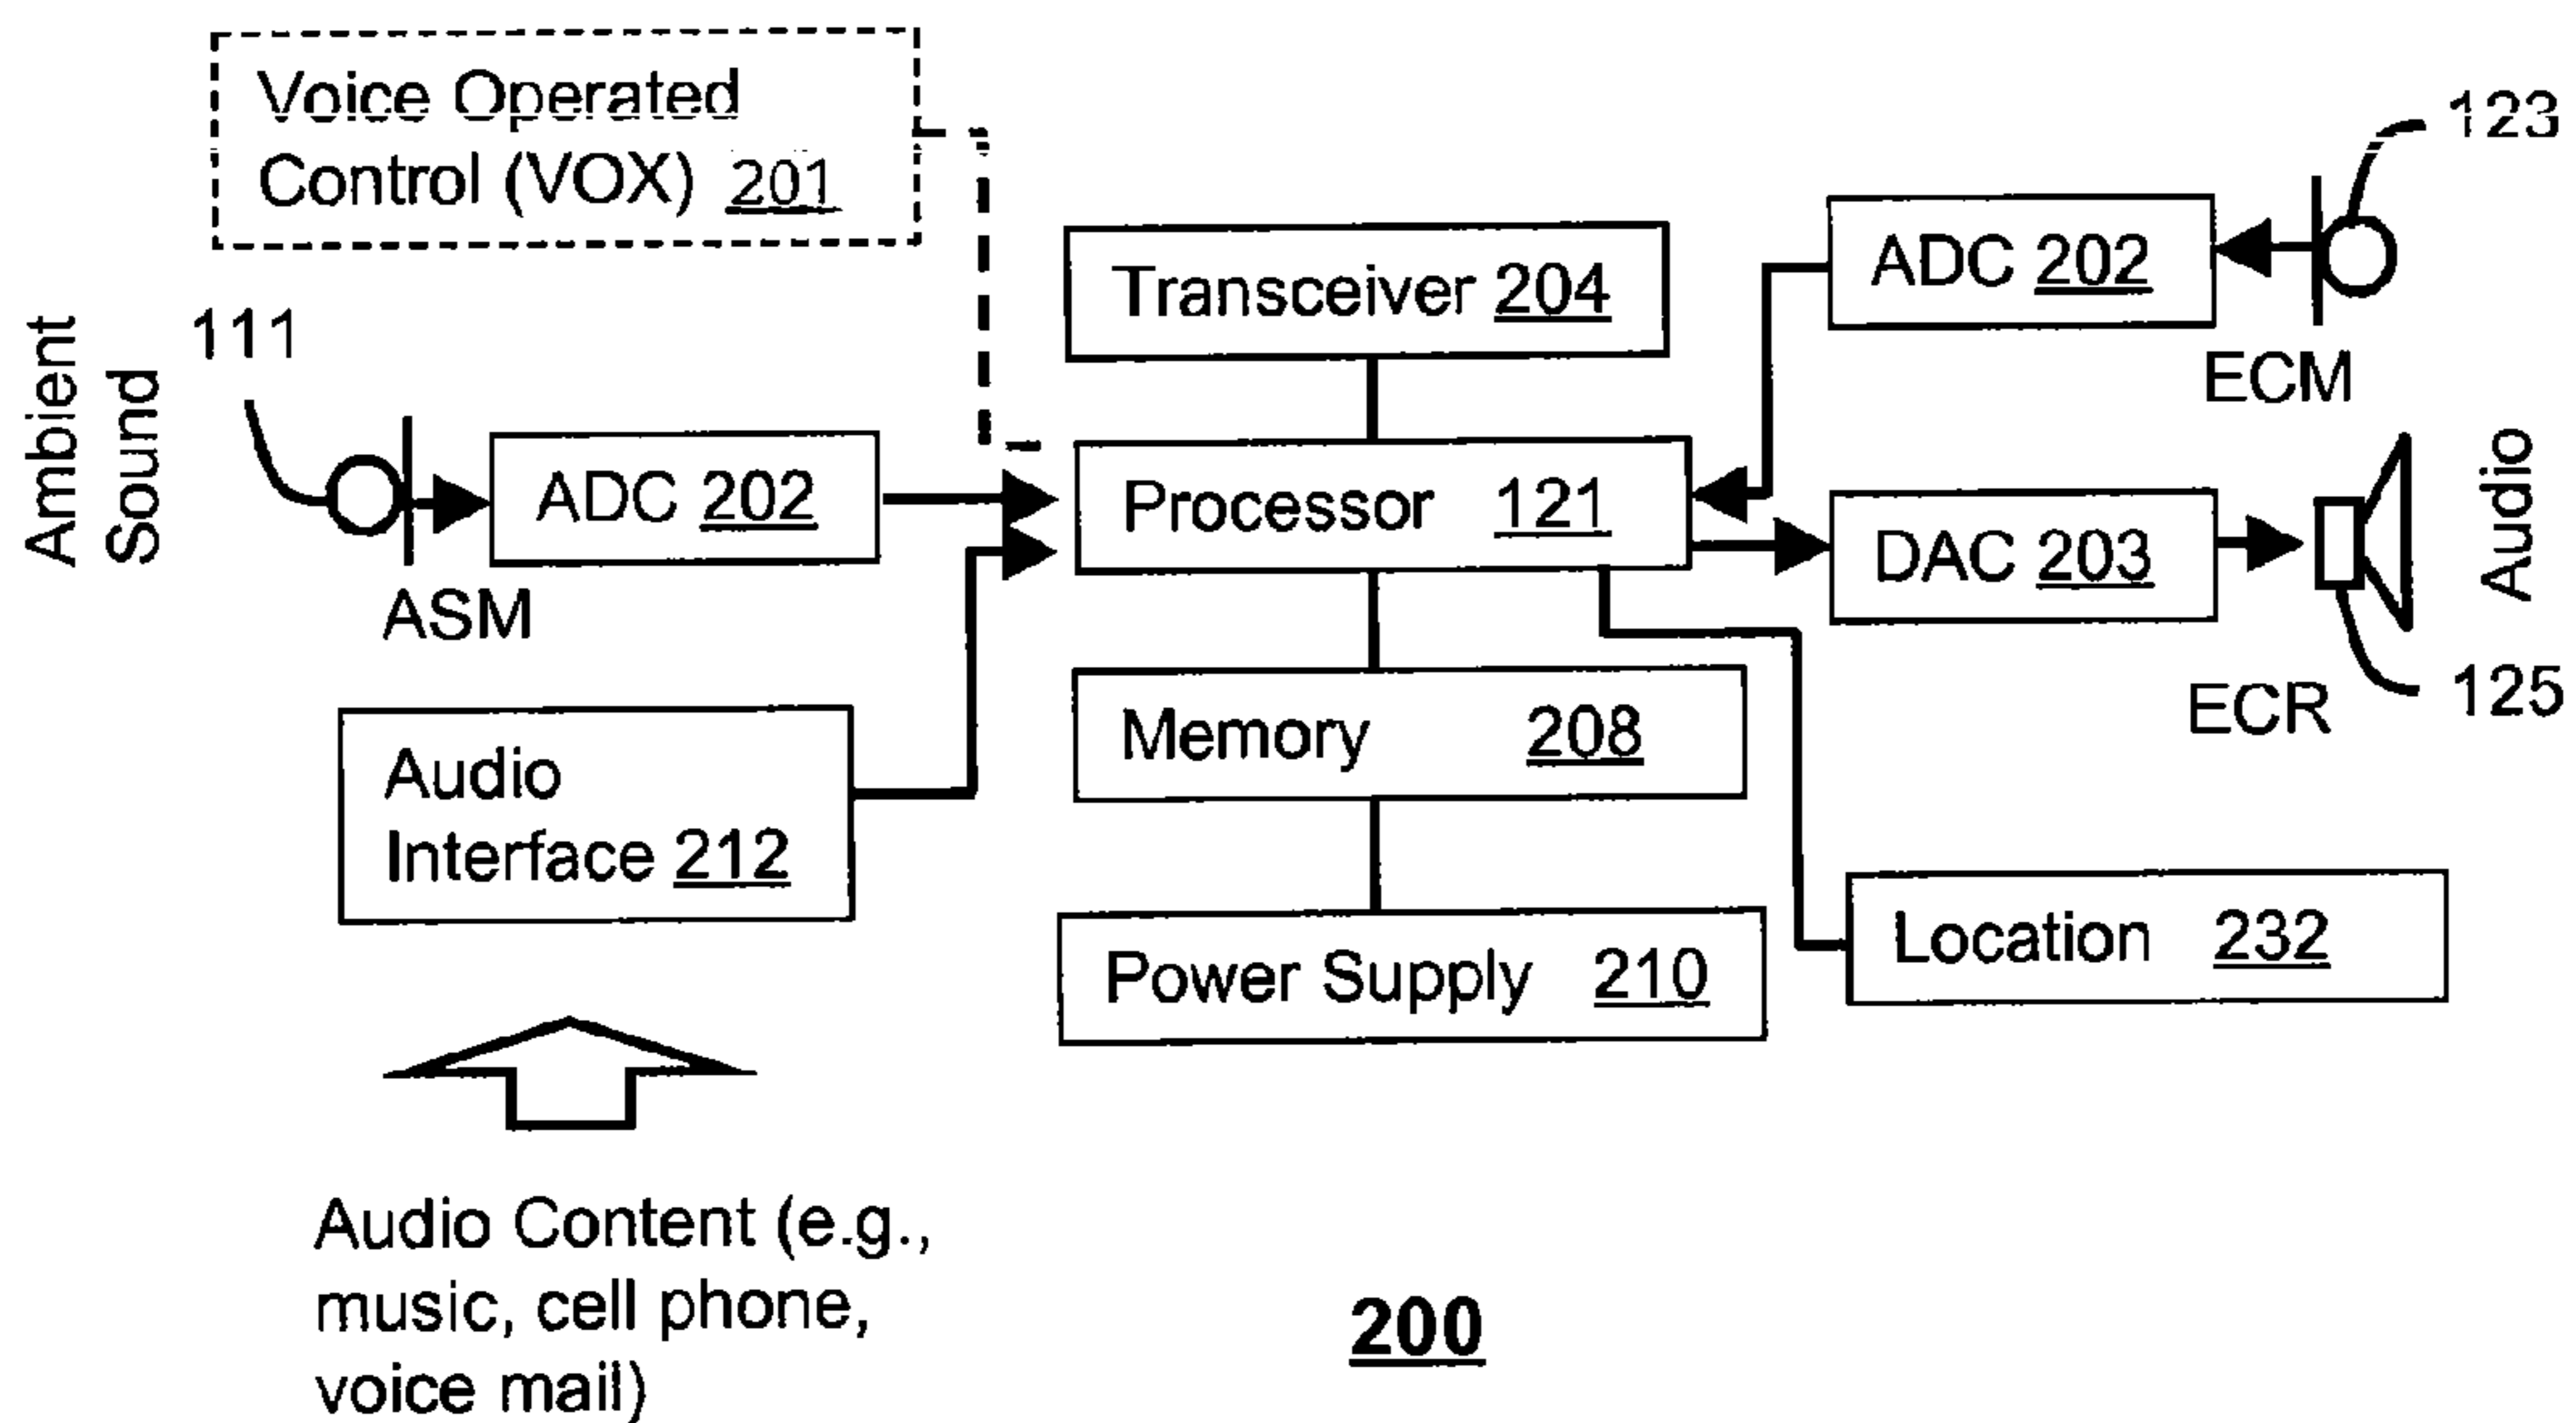 Voice Operated
Control (VOX) 201
123
Transceiver 204
ADC 202
ECM
Ambient
Sound
111
ADC 202
ASM
Processor 121
DAC 203
Audio
ECR
125
Audio
Interface 212
Memory 208
Power Supply 210
Location 232
Audio Content (e.g.,
music, cell phone,
voice mail)
200